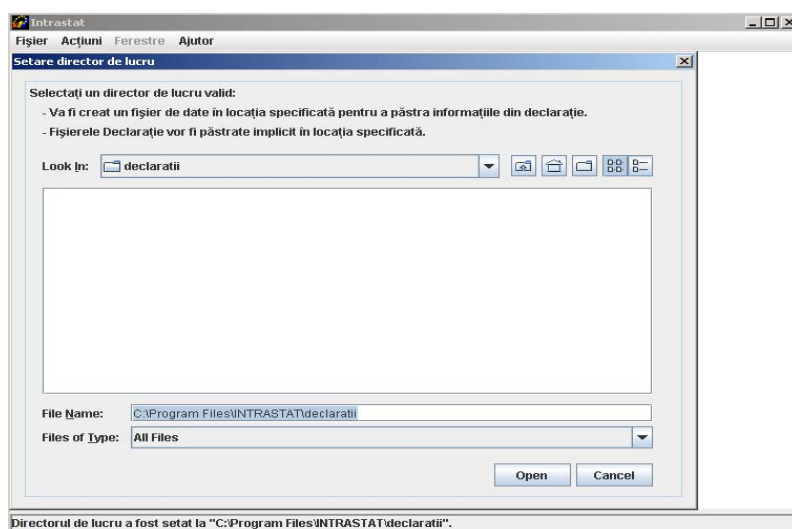 Intrastat
Fişier Acţiuni Ferestre Ajutor
Setare director de lucru
Selectaţi un director de lucru valid:
- Va fi creat un fişier de date în locaţia specificată pentru a păstra informaţiile din declaraţie.
- Fişierele Declaraţie vor fi păstrate implicit în locaţia specificată.
Look In: declaratii
File Name: C:\Program Files\INTRASTAT\declaratii
Files of Type: All Files
Open Cancel
Directorul de lucru a fost setat la "C:\Program Files\INTRASTAT\declaratii".